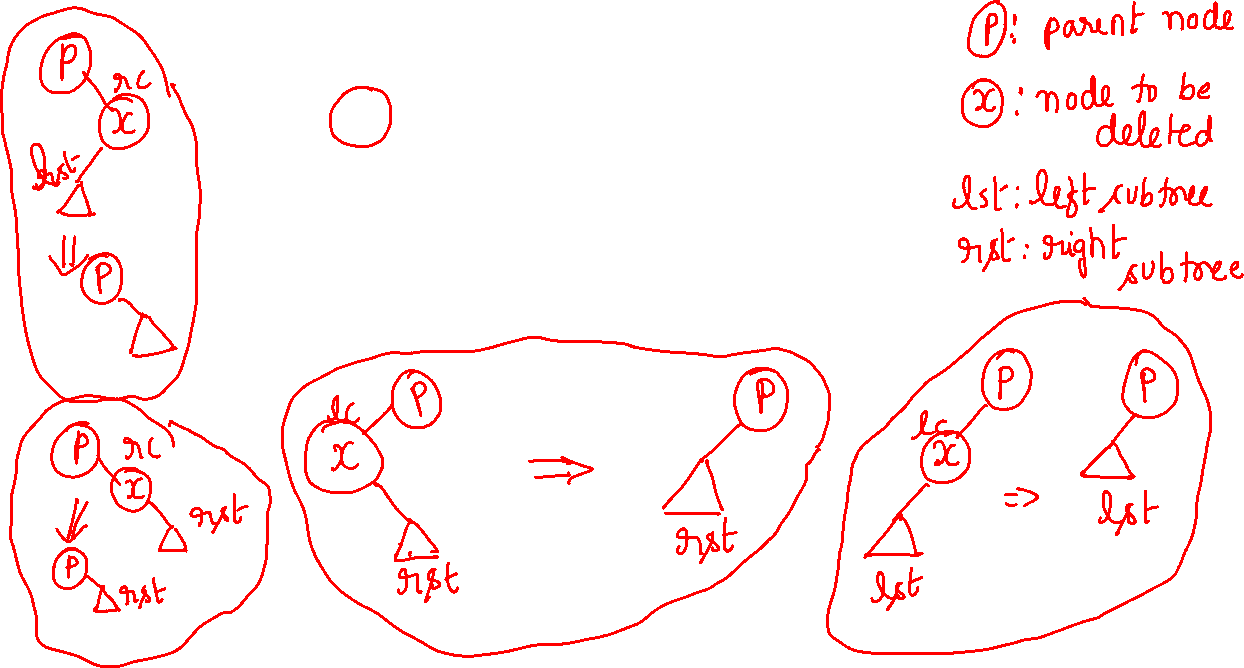 P
rc
x
lst
P
P: parent node
x: node to be
deleted
lst: left subtree
rst: right
subtree
P
rc
x
rst
P
rst
lc
P
x
rst
P
rst
P
lc
x
lst
P
lst